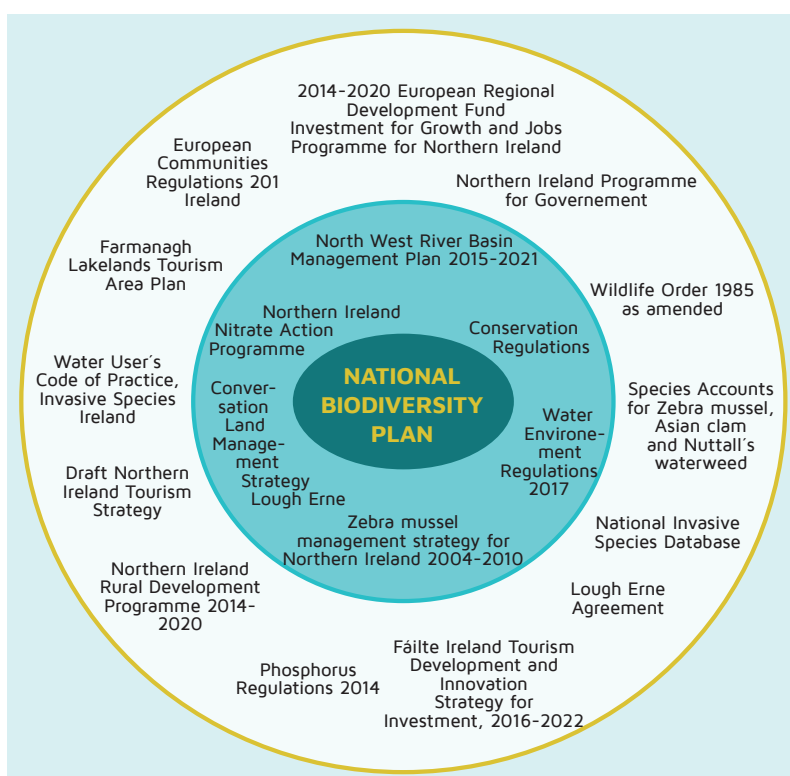 2014-2020 European Regional
Development Fund
Investment for Growth and Jobs
Programme for Northern Ireland
European
Communities
Regulations 201
Ireland
Northern Ireland Programme
for Governement
Farmanagh
Lakelands Tourism
Area Plan
North West River Basin
Management Plan 2015-2021
Wildlife Order 1985
as amended
Northern Ireland
Nitrate Action
Programme
Conservation
Regulations
Water User´s
Code of Practice,
Invasive Species
Ireland
NATIONAL
BIODIVERSITY
PLAN
Conver-
sation
Land
Manage-
ment
Strategy
Lough Erne
Water
Environe-
ment
Regulations
2017
Species Accounts
for Zebra mussel,
Asian clam
and Nuttall´s
waterweed
Draft Northern
Ireland Tourism
Strategy
Zebra mussel
management strategy for
Northern Ireland 2004-2010
National Invasive
Species Database
Northern Ireland
Rural Development
Programme 2014-
2020
Lough Erne
Agreement
Phosphorus
Regulations 2014
Fáilte Ireland Tourism
Development and
Innovation
Strategy for
Investment, 2016-2022